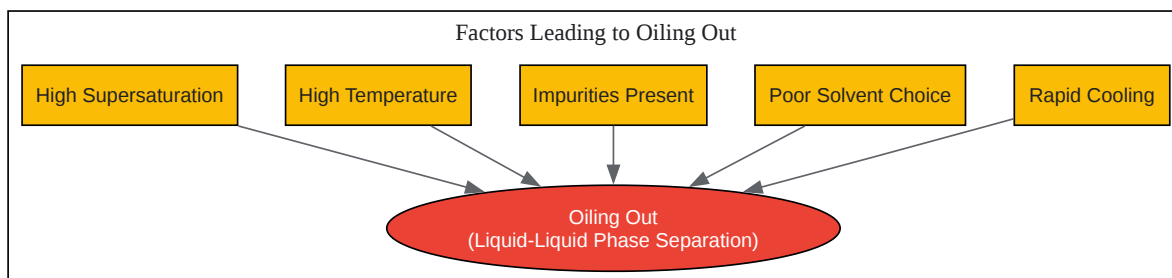 Factors Leading to Oiling Out
High Supersaturation
High Temperature
Impurities Present
Poor Solvent Choice
Rapid Cooling
Oiling Out
(Liquid-Liquid Phase Separation)